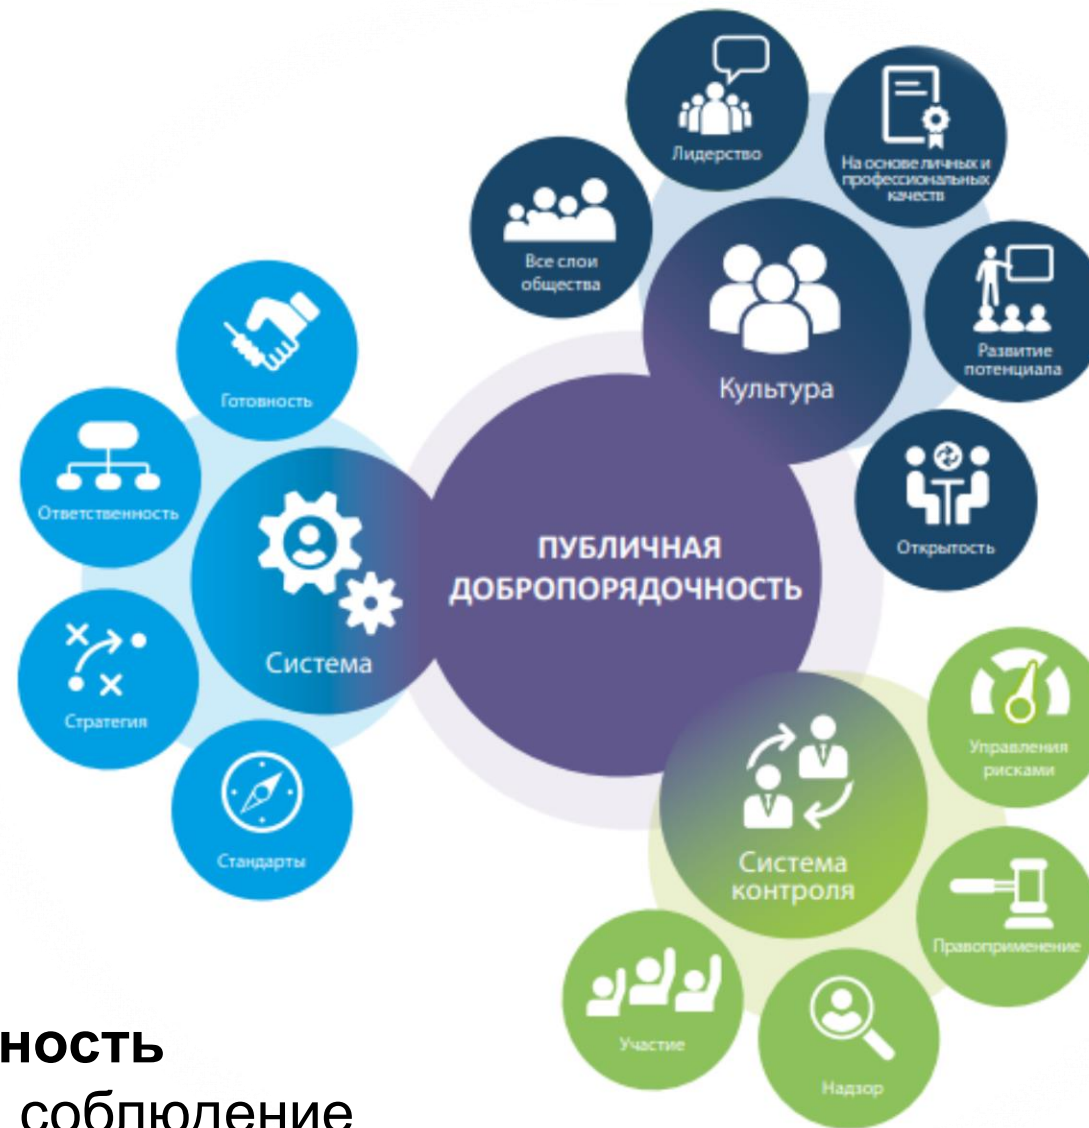 Лидерство
На основе личных и
профессиональных
качеств
Все слои
общества
Развитие
потенциала
Культура
Открытость
Готовность
Ответственность
Система
Стратегия
Стандарты
ПУБЛИЧНАЯ
ДОБРОПОРЯДОЧНОСТЬ
Управления
рисками
Система
контроля
Правоприменение
Участие
Надзор
ность
соблюдение